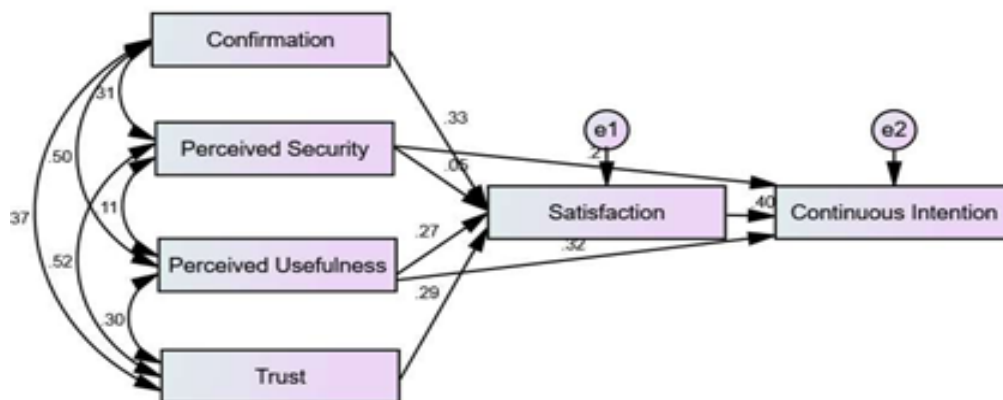 Confirmation
31
.33
e1
e2
Perceived Security
.2
.50
.05
Satisfaction
.40
Continuous Intention
37
11
.27
.32
.52
Perceived Usefulness
.29
.30
Trust